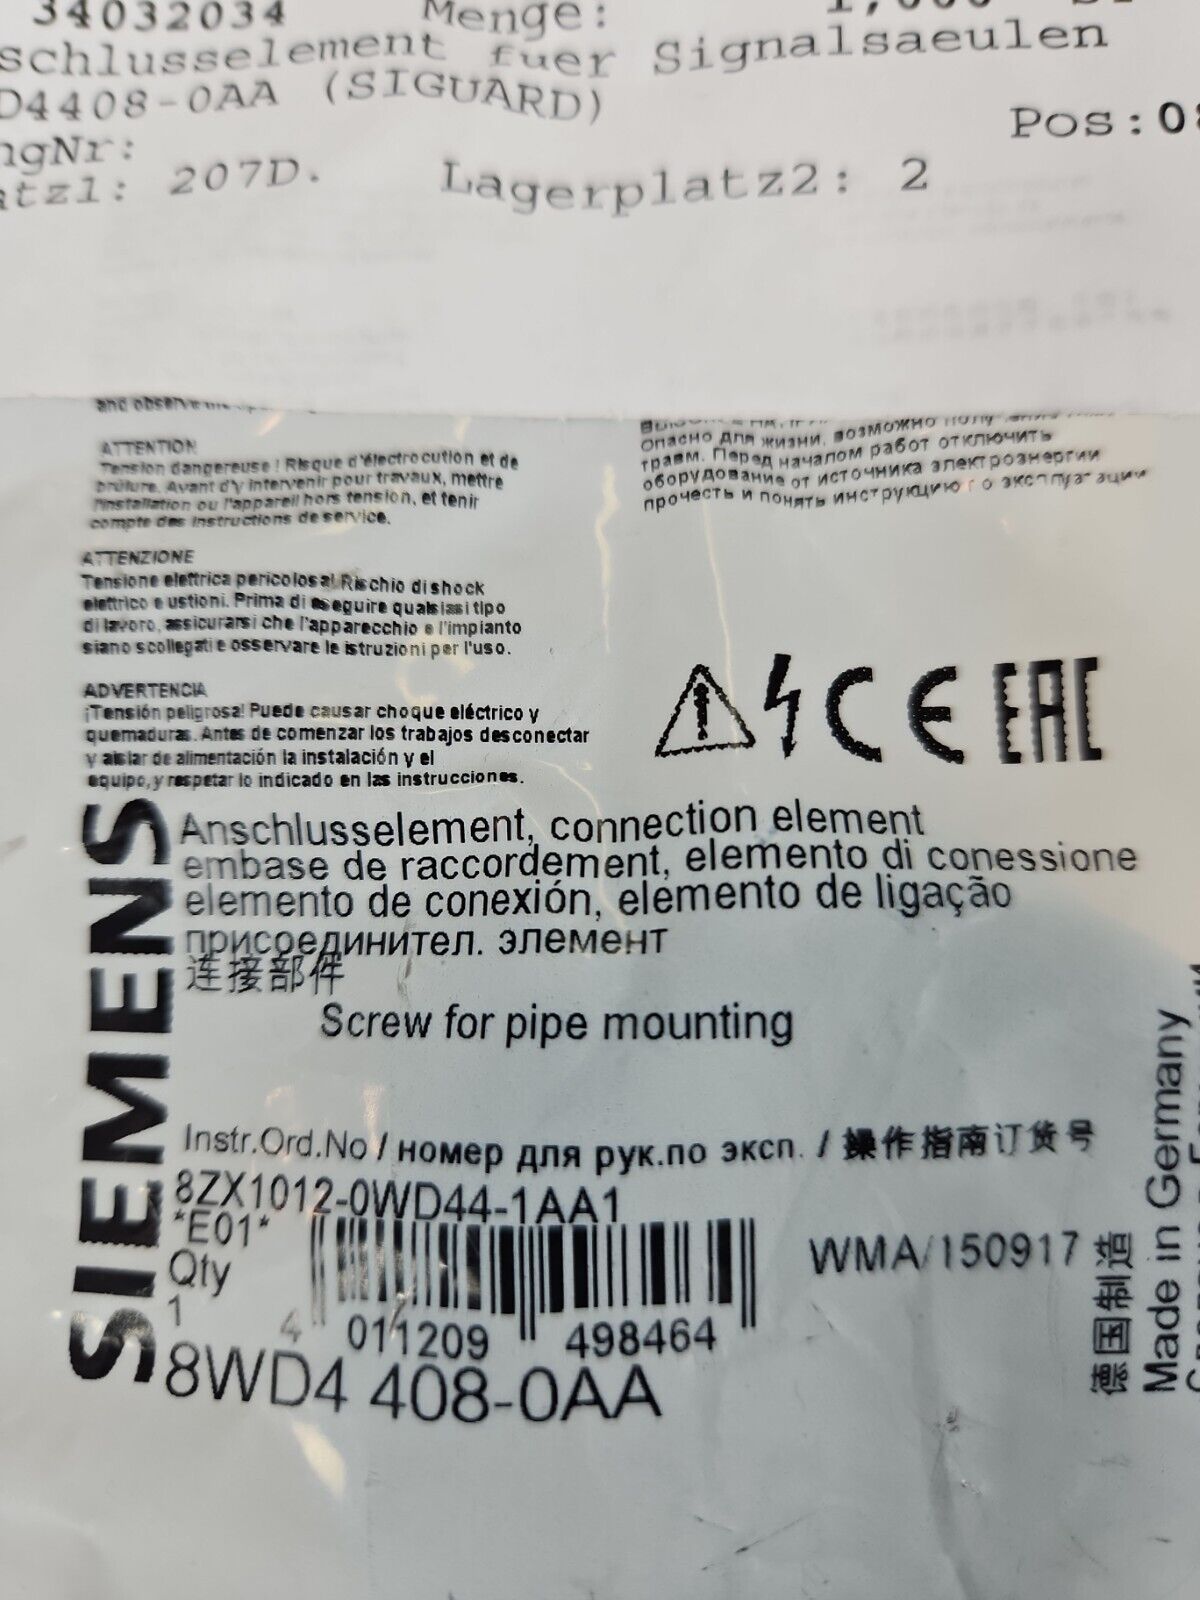 34032034 Menge:
schlusselement fuer Signalsaeulen
D4408-0AA (SIGUARD)
ngNr:
Pos:08
atz1: 207D. Lagerplatz2: 2
and observe
ATTENTION
Tension dangereuse ! Risque d'électrocution et de
brûlure. Avant d'y intervenir pour travaux, mettre
l'installation ou l'appareil hors tension, et tenir
compte des instructions de service.
ATTENZIONE
Tensione elettrica pericolosa! Rischio di shock
elettrico e ustioni. Prima di eseguire qualsiasi tipo
di lavoro, assicurarsi che l'apparecchio e l'impianto
siano scollegati e osservare le istruzioni per l'uso.
ADVERTENCIA
¡Tensión peligrosa! Puede causar choque eléctrico y
quemaduras. Antes de comenzar los trabajos desconectar
y aislar de alimentación la instalación y el
equipo, y respetar lo indicado en las instrucciones.
Опасно для жизни, возможно
травм. Перед началом работ отключить
оборудование от источника электроэнергии
прочесть и понять инструкцию по эксплуатации
CE EAC
SIEMENS
Anschlusselement, connection element
embase de raccordement, elemento di conessione
elemento de conexión, elemento de ligação
присоединител. элемент
连接部件
Screw for pipe mounting
Instr.Ord.No / номер для рук.по эксп. / 操作指南订货号
8ZX1012-0WD44-1AA1
*E01*
Qty
1
4 011209 498464
WMA/150917
8WD4 408-0AA
德国制造
Made in Germany